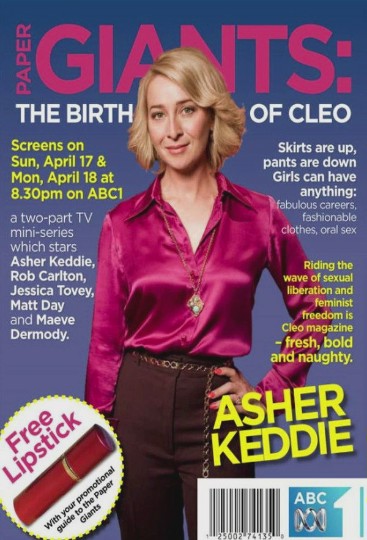 PAPER
GIANTS:
THE BIRTH OF CLEO
Screens on
Sun, April 17 &
Mon, April 18 at
8.30pm on ABC1
a two-part TV
mini-series
which stars
Asher Keddie,
Rob Carlton,
Jessica Tovey,
Matt Day
and Maeve
Dermody.
Skirts are up,
pants are down
Girls can have
anything:
fabulous careers,
fashionable
clothes, oral sex
Riding the
wave of sexual
liberation and
feminist
freedom is
Cleo magazine
– fresh, bold
and naughty.
ASHER
KEDDIE
Free
Lipstick
With your promotional
guide to the Paper
Giants
25002 74135
ABC
1